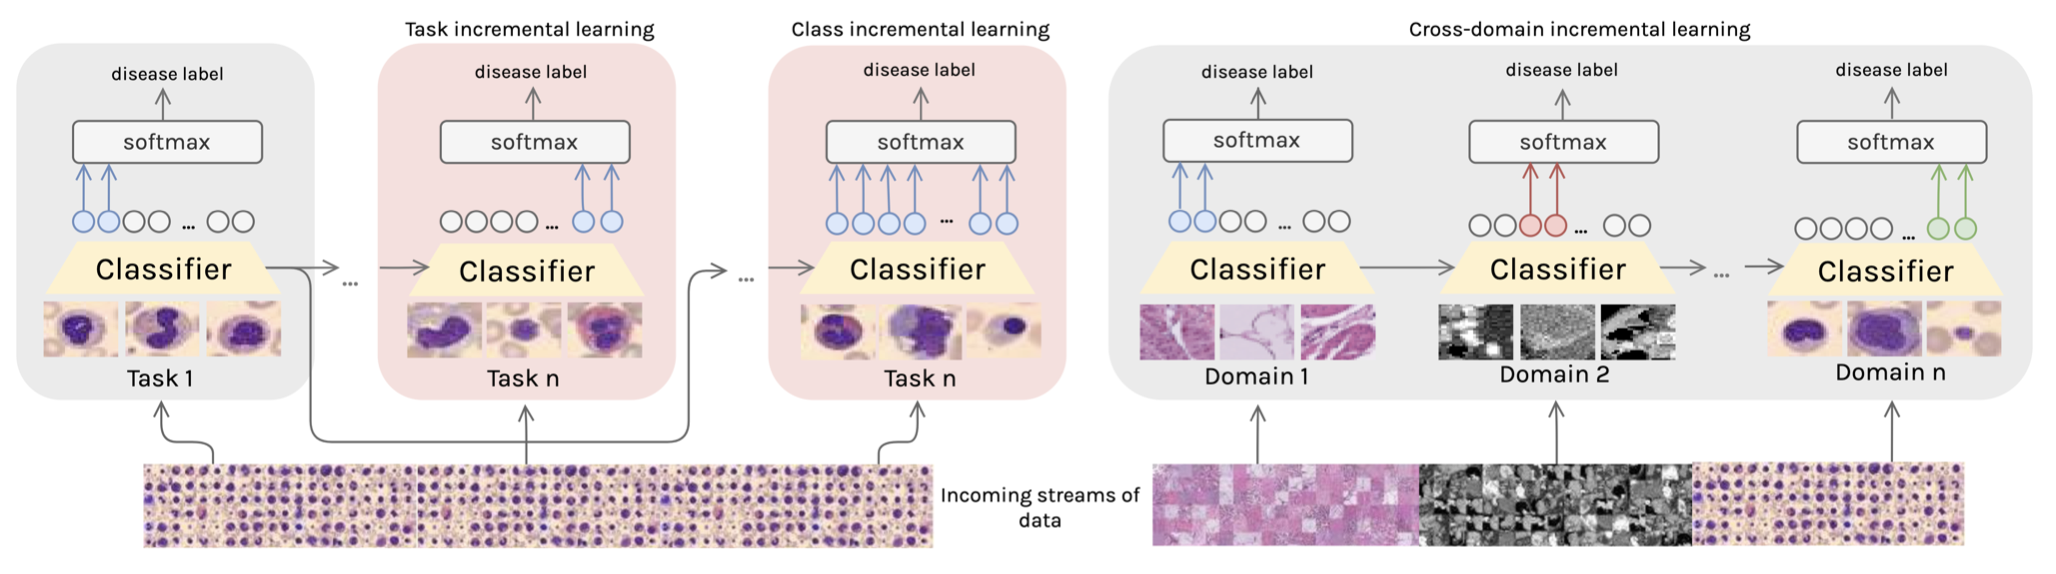 Task incremental learning
Class incremental learning
Cross-domain incremental learning
disease label
softmax
...
Classifier
Task 1
...
disease label
softmax
...
Classifier
Task n
...
disease label
softmax
...
Classifier
Task n
disease label
softmax
...
Classifier
Domain 1
disease label
softmax
...
Classifier
Domain 2
...
disease label
softmax
...
Classifier
Domain n
Incoming streams of
data